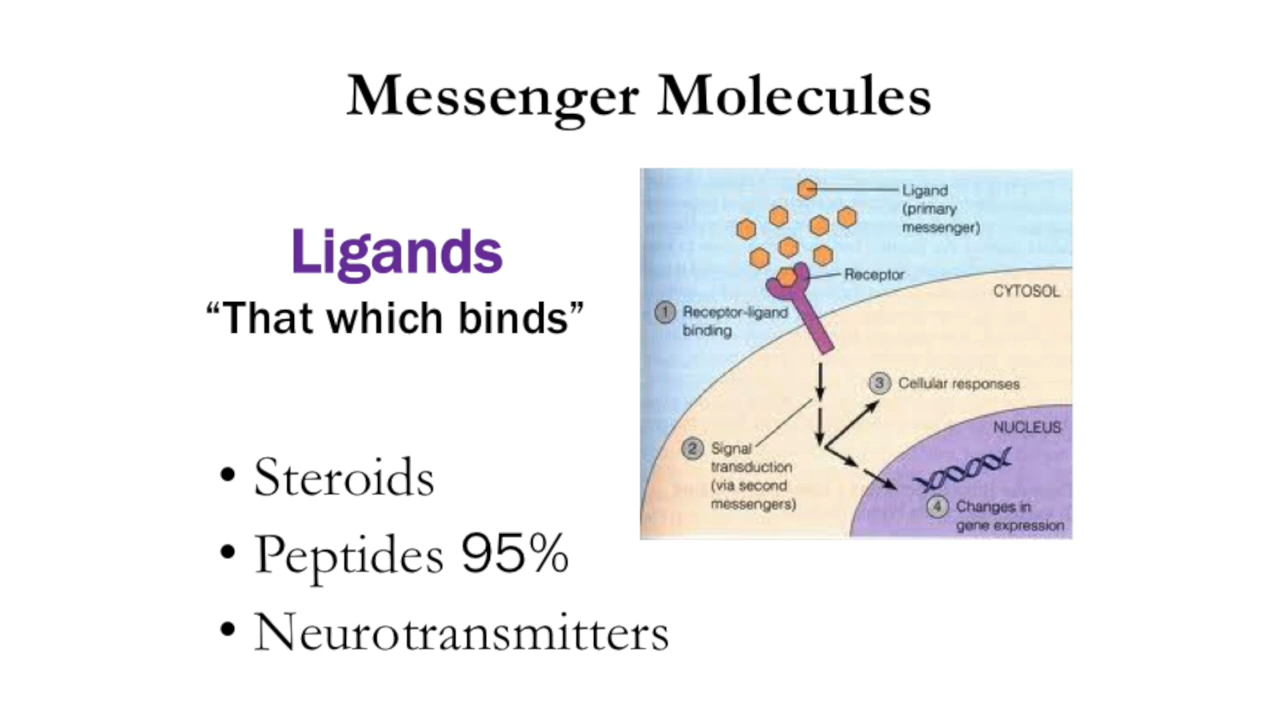 Messenger Molecules
Ligands
“That which binds”
• Steroids
• Peptides 95%
• Neurotransmitters
Ligand
(primary
messenger)
Receptor
CYTOSOL
1 Receptor-ligand
binding
3 Cellular responses
NUCLEUS
2 Signal
transduction
(via second
messengers)
4 Changes in
gene expression